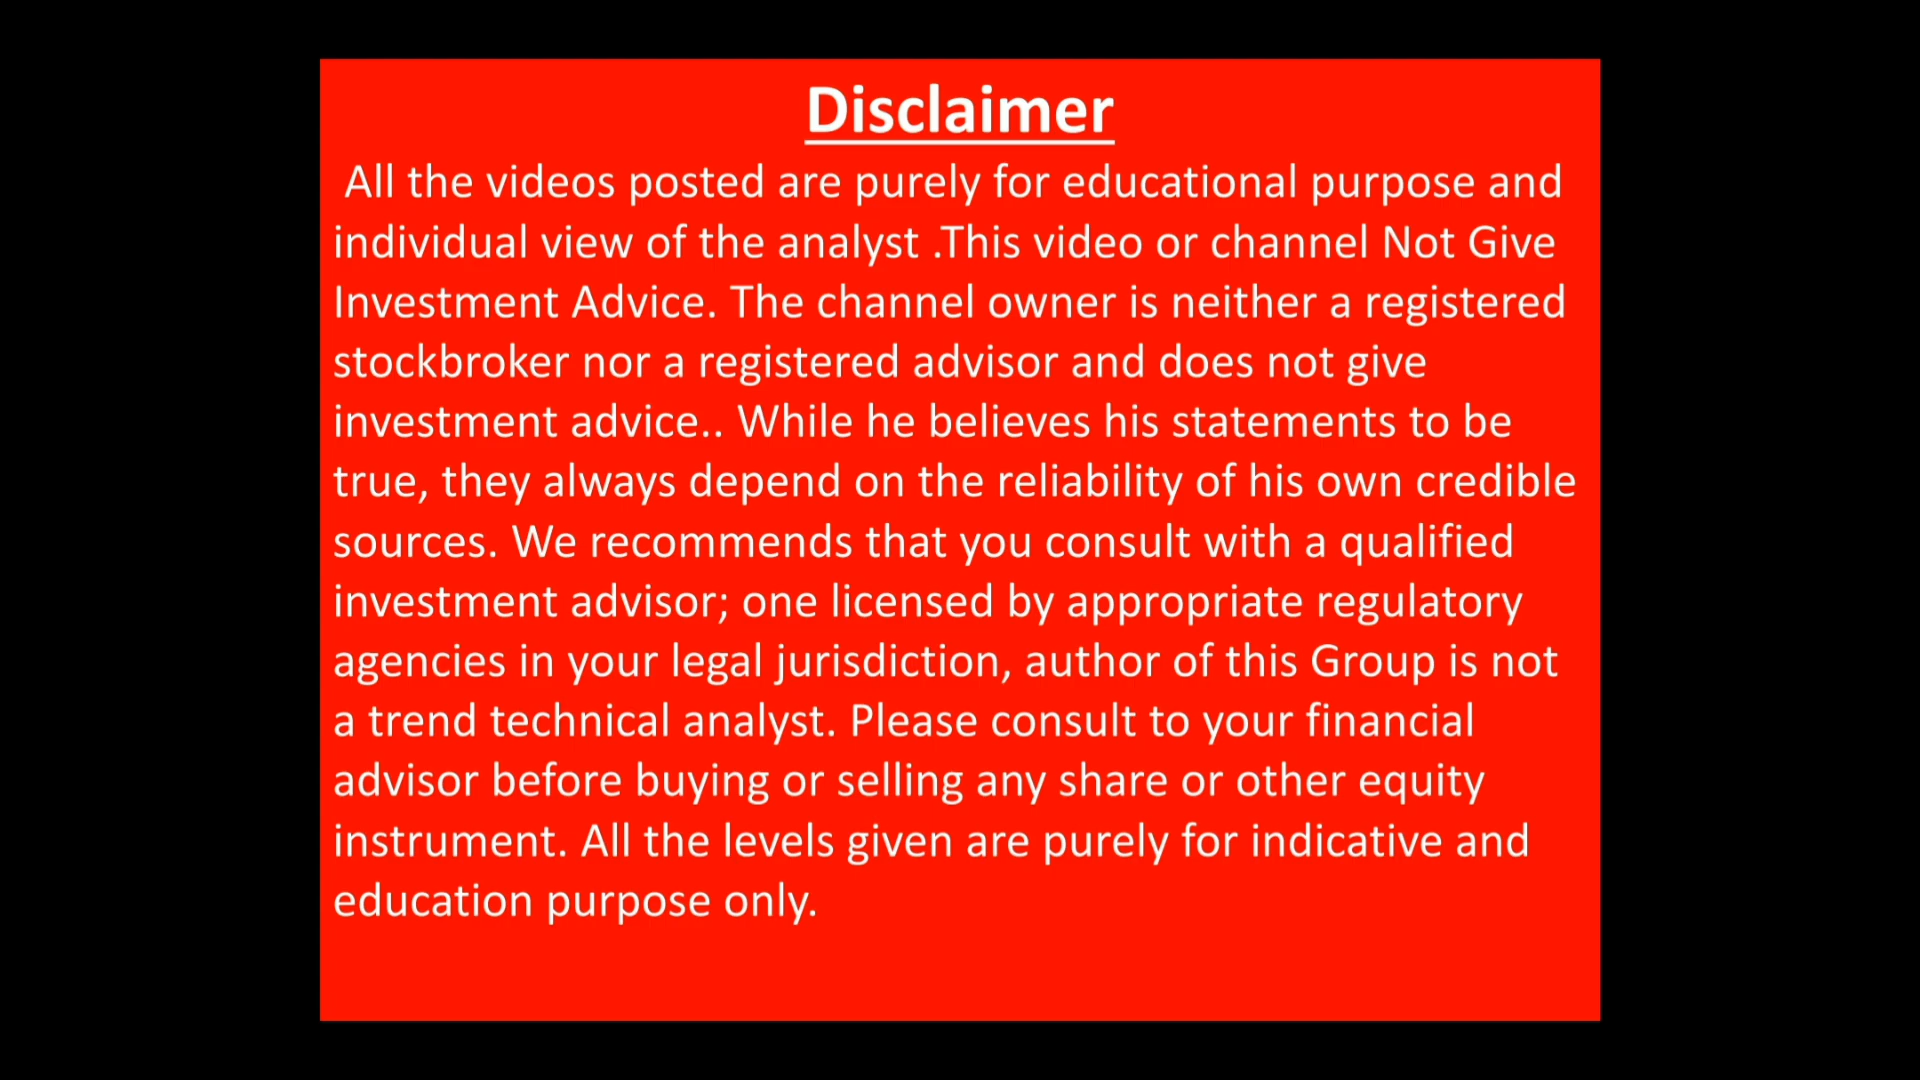 Disclaimer
All the videos posted are purely for educational purpose and
individual view of the analyst .This video or channel Not Give
Investment Advice. The channel owner is neither a registered
stockbroker nor a registered advisor and does not give
investment advice.. While he believes his statements to be
true, they always depend on the reliability of his own credible
sources. We recommends that you consult with a qualified
investment advisor; one licensed by appropriate regulatory
agencies in your legal jurisdiction, author of this Group is not
a trend technical analyst. Please consult to your financial
advisor before buying or selling any share or other equity
instrument. All the levels given are purely for indicative and
education purpose only.